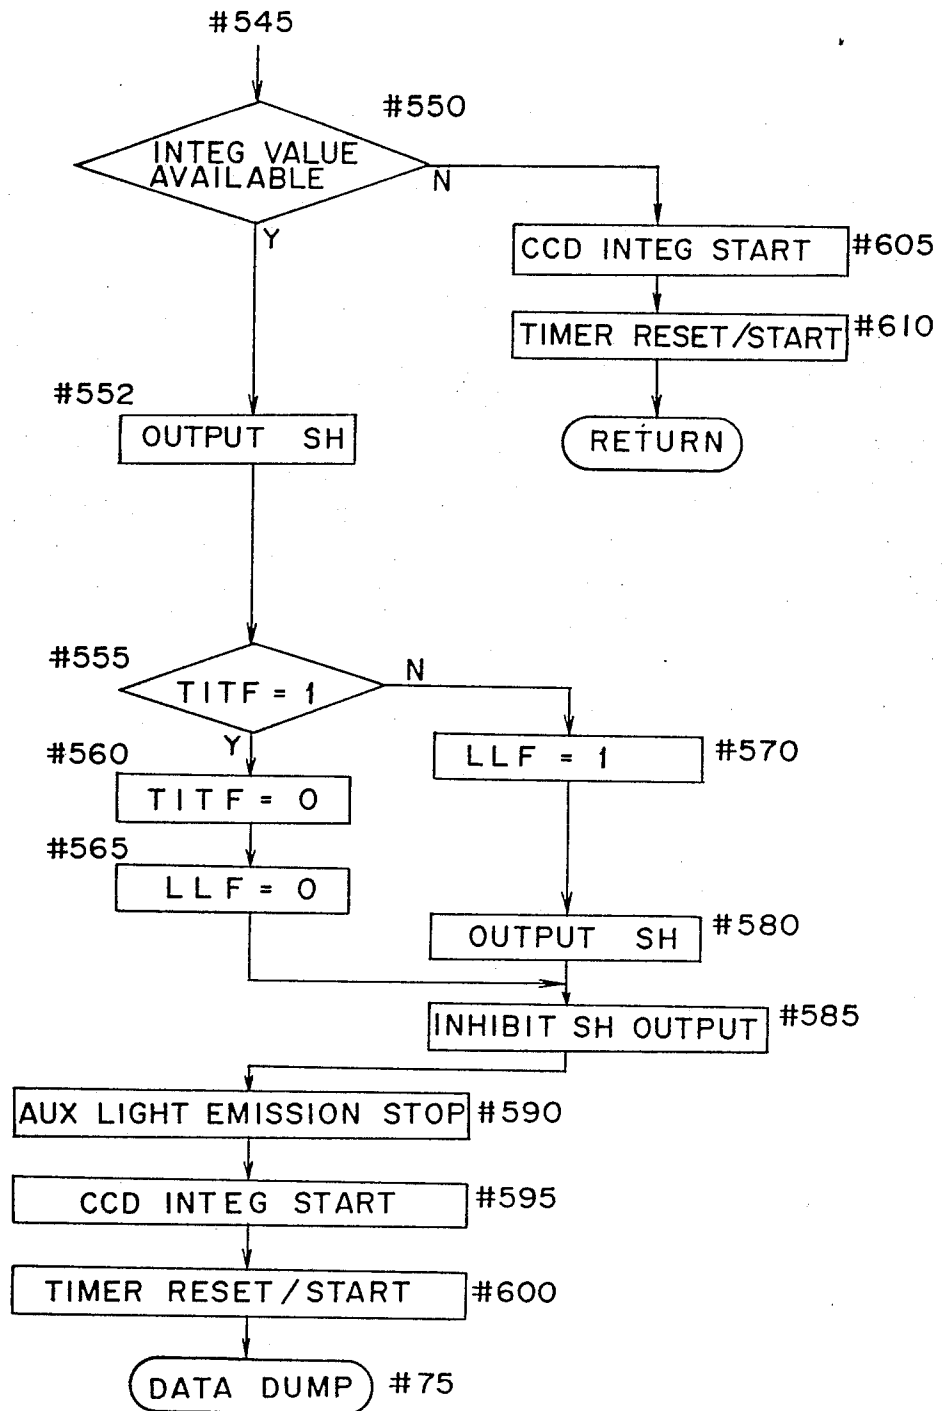 #545
#550
INTEG VALUE
AVAILABLE
N
Y
CCD INTEG START
#605
TIMER RESET/START
#610
RETURN
#552
OUTPUT SH
#555
TITF = 1
N
Y
#560
TITF = 0
LLF = 1
#570
#565
LLF = 0
OUTPUT SH
#580
INHIBIT SH OUTPUT
#585
AUX LIGHT EMISSION STOP
#590
CCD INTEG START
#595
TIMER RESET/START
#600
DATA DUMP
#75